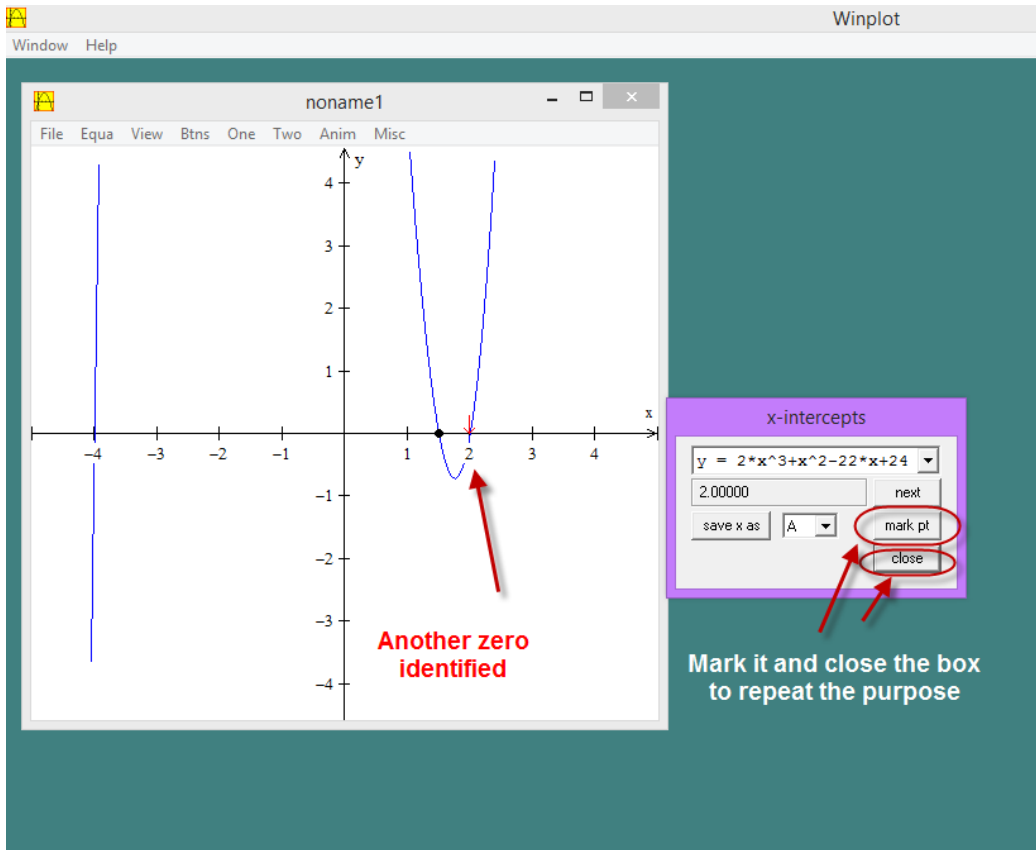 Winplot
Window Help
noname1
File Equa View Btns One Two Anim Misc
y
4
3
2
1
x
−4 −3 −2 −1 1 2 3 4
−1
−2
−3
−4
Another zero
identified
x-intercepts
y = 2*x^3+x^2-22*x+24
2.00000 next
save x as A mark pt
close
Mark it and close the box
to repeat the purpose